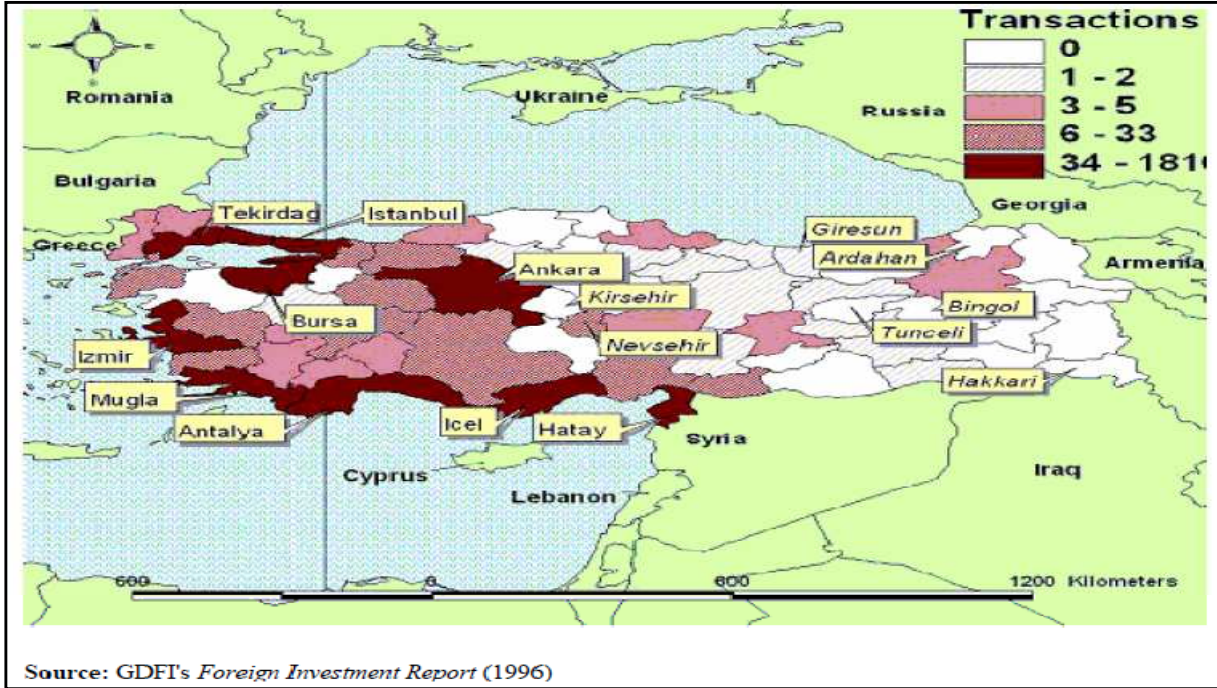 Transactions
0
1 - 2
3 - 5
6 - 33
34 - 1810
Romania
Ukraine
Russia
Bulgaria
Georgia
Greece
Tekirdag
Istanbul
Giresun
Ardahan
Armenia
Ankara
Kirsehir
Bingol
Bursa
Nevsehir
Tunceli
Izmir
Hakkari
Mugla
Antalya
Icel
Hatay
Syria
Cyprus
Iraq
Lebanon
600 0 600 1200 Kilometers
Source: GDFI's Foreign Investment Report (1996)